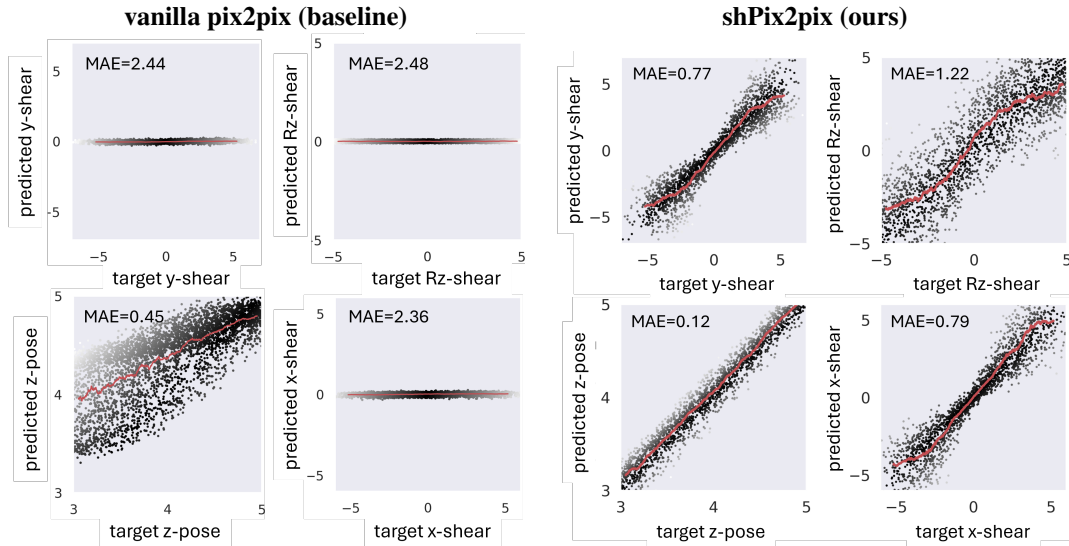 vanilla pix2pix (baseline)
shPix2pix (ours)
predicted y-shear
5
0
-5
MAE=2.44
−5 0 5
target y-shear
predicted Rz-shear
5
0
-5
MAE=2.48
−5 0 5
target Rz-shear
predicted y-shear
5
0
−5
MAE=0.77
−5 0 5
target y-shear
predicted Rz-shear
5
0
−5
MAE=1.22
−5 0 5
target Rz-shear
predicted z-pose
5
4
3
MAE=0.45
3 4 5
target z-pose
predicted x-shear
5
0
−5
MAE=2.36
−5 0 5
target x-shear
predicted z-pose
5
4
3
MAE=0.12
3 4 5
target z-pose
predicted x-shear
5
0
−5
MAE=0.79
−5 0 5
target x-shear